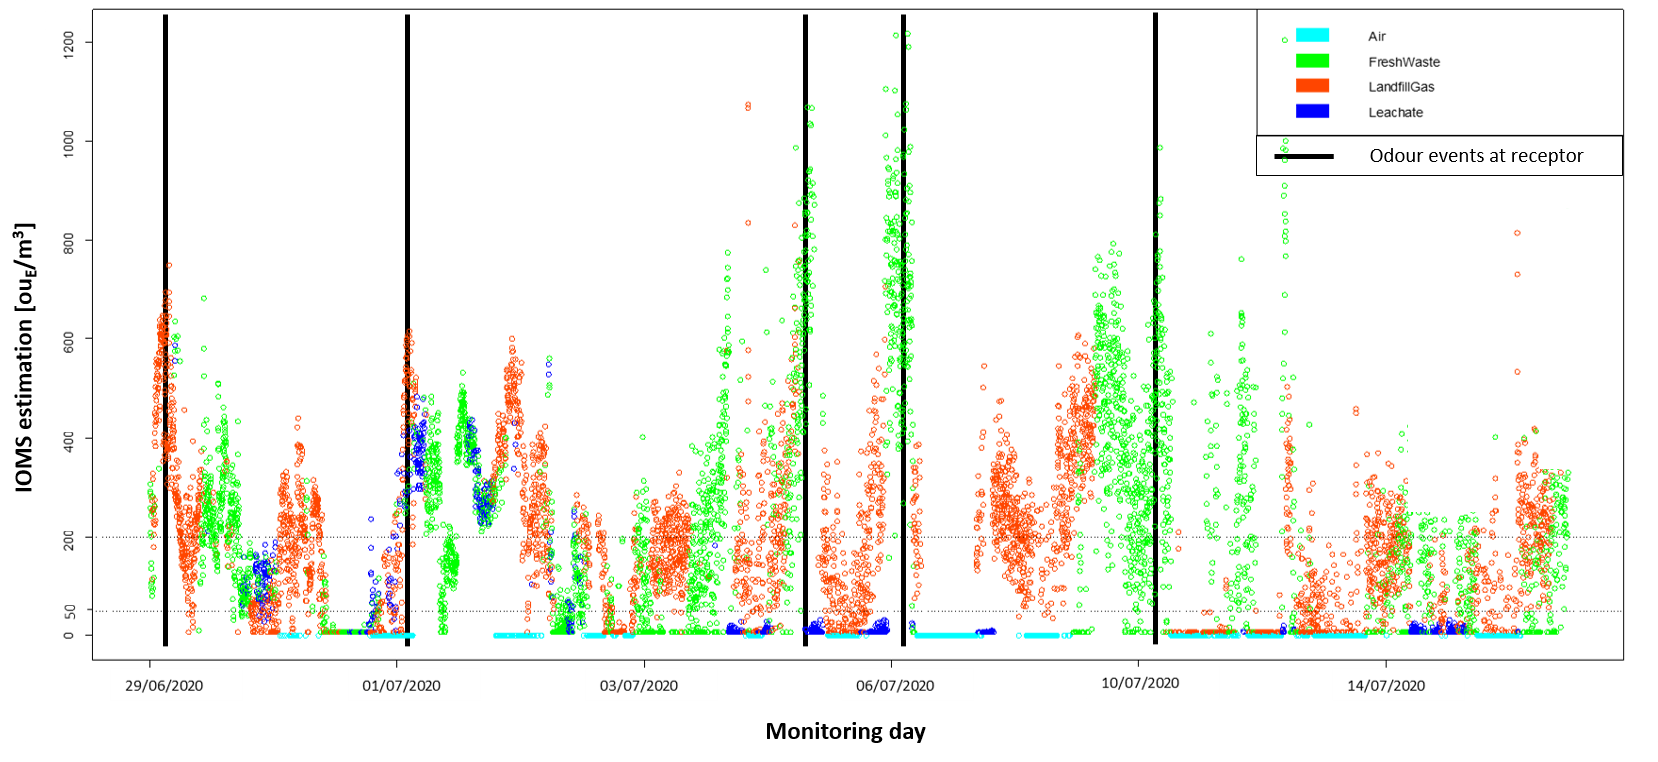 Air
FreshWaste
LandfillGas
Leachate
Odour events at receptor
IOMS estimation [ouE/m³]
1200
1000
800
600
400
200
50
0
29/06/2020
01/07/2020
03/07/2020
06/07/2020
10/07/2020
14/07/2020
Monitoring day